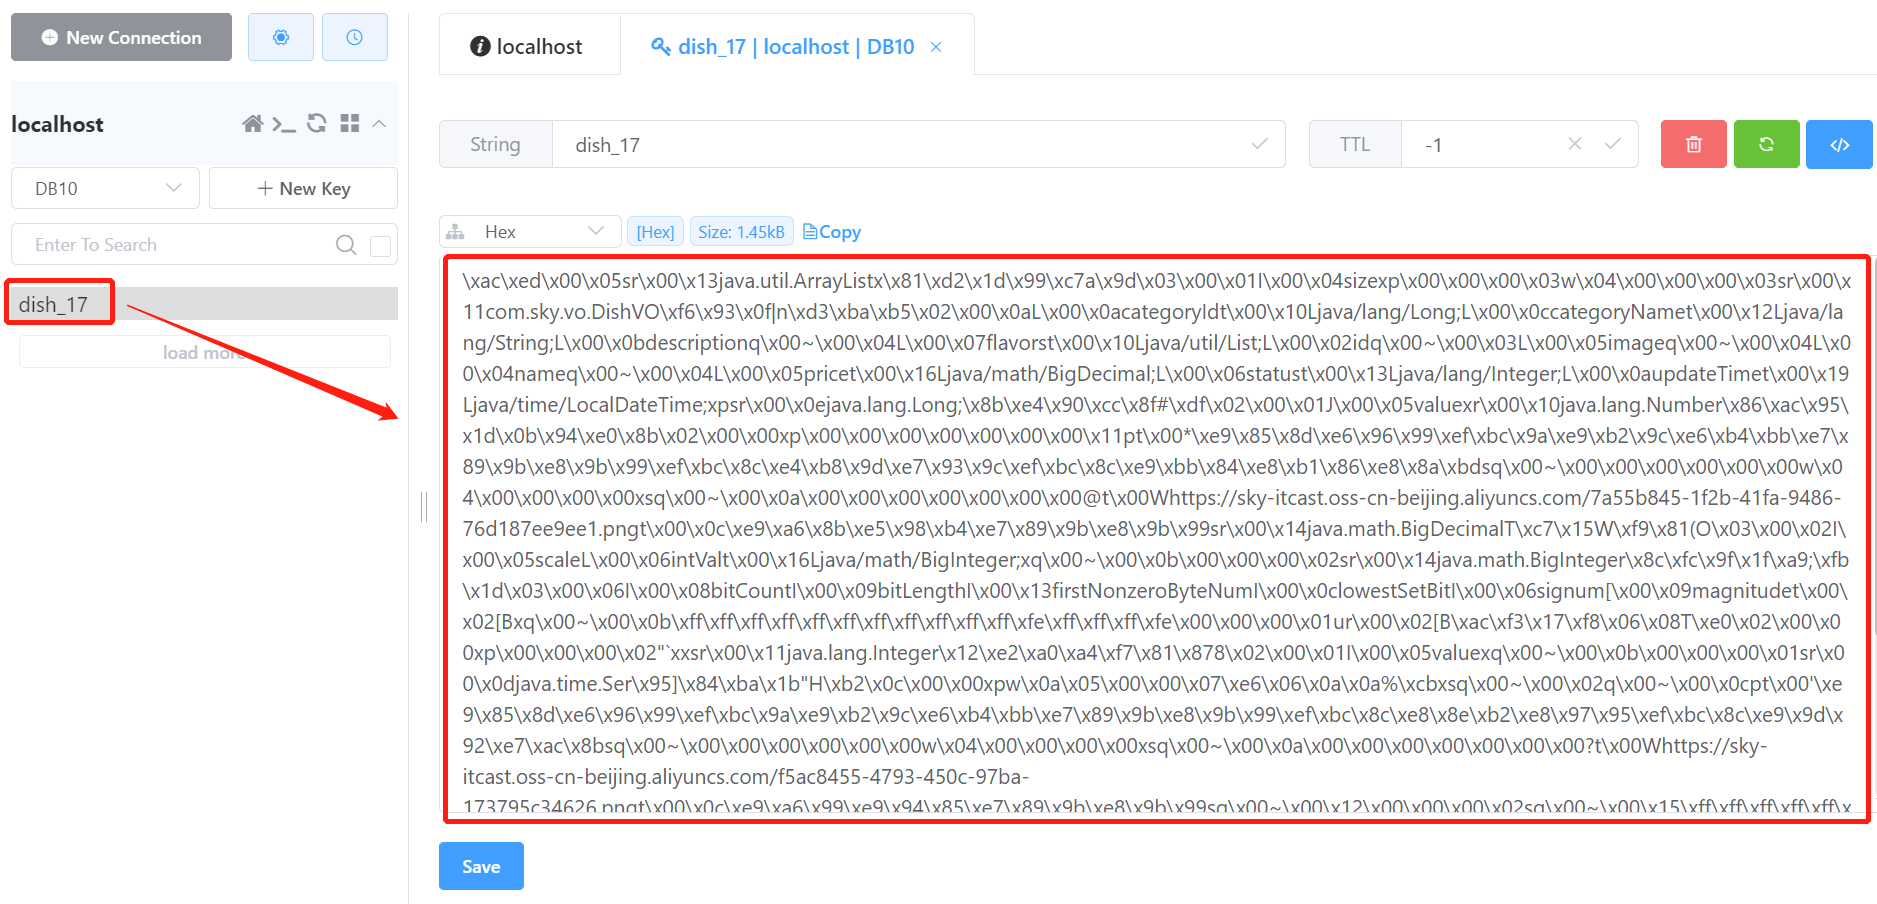 New Connection
localhost
DB10
New Key
Enter To Search
dish_17
load more
localhost
dish_17 | localhost | DB10
String
dish_17
TTL
-1
Hex
[Hex]
Size: 1.45kB
Copy
\xac\xed\x00\x05sr\x00\x13java.util.ArrayListx\x81\xd2\x1d\x99\xc7a\x9d\x03\x00\x01I\x00\x04sizexp\x00\x00\x00\x03w\x04\x00\x00\x00\x03sr\x00\x
11com.sky.vo.DishVO\xf6\x93\x0f|n\xd3\xba\xb5\x02\x00\x0aL\x00\x0acategoryIdt\x00\x10Ljava/lang/Long;L\x00\x0ccategoryNamet\x00\x12Ljava/la
ng/String;L\x00\x0bdescriptionq\x00~\x00\x04L\x00\x07flavorst\x00\x10Ljava/util/List;L\x00\x02idq\x00~\x00\x03L\x00\x05imageq\x00~\x00\x04L\x0
0\x04nameq\x00~\x00\x04L\x00\x05pricet\x00\x16Ljava/math/BigDecimal;L\x00\x06statust\x00\x13Ljava/lang/Integer;L\x00\x0aupdateTimet\x00\x19
Ljava/time/LocalDateTime;xpsr\x00\x0ejava.lang.Long;\x8b\xe4\x90\xcc\x8f#\xdf\x02\x00\x01J\x00\x05valuexr\x00\x10java.lang.Number\x86\xac\x95\
x1d\x0b\x94\xe0\x8b\x02\x00\x00xp\x00\x00\x00\x00\x00\x00\x00\x11pt\x00*\xe9\x85\x8d\xe6\x96\x99\xef\xbc\x9a\xe9\xb2\x9c\xe6\xb4\xbb\xe7\x
89\x9b\xe8\x9b\x99\xef\xbc\x8c\xe4\xb8\x9d\xe7\x93\x9c\xef\xbc\x8c\xe9\xbb\x84\xe8\xb1\x86\xe8\x8a\xbdsq\x00~\x00\x00\x00\x00\x00\x00w\x0
4\x00\x00\x00\x00xsq\x00~\x00\x0a\x00\x00\x00\x00\x00\x00\x00@t\x00Whttps://sky-itcast.oss-cn-beijing.aliyuncs.com/7a55b845-1f2b-41fa-9486-
76d187ee9ee1.pngt\x00\x0c\xe9\xa6\x8b\xe5\x98\xb4\xe7\x89\x9b\xe8\x9b\x99sr\x00\x14java.math.BigDecimalT\xc7\x15W\xf9\x81(O\x03\x00\x02I\
x00\x05scaleL\x00\x06intValt\x00\x16Ljava/math/BigInteger;xq\x00~\x00\x0b\x00\x00\x00\x02sr\x00\x14java.math.BigInteger\x8c\xfc\x9f\x1f\xa9;\xfb
\x1d\x03\x00\x06I\x00\x08bitCountI\x00\x09bitLengthI\x00\x13firstNonzeroByteNumI\x00\x0clowestSetBitI\x00\x06signum[\x00\x09magnitudet\x00\
x02[Bxq\x00~\x00\x0b\xff\xff\xff\xff\xff\xff\xff\xff\xff\xff\xff\xfe\xff\xff\xff\xfe\x00\x00\x00\x01ur\x00\x02[B\xac\xf3\x17\xf8\x06\x08T\xe0\x02\x00\x0
0xp\x00\x00\x00\x02"`xxsr\x00\x11java.lang.Integer\x12\xe2\xa0\xa4\xf7\x81\x878\x02\x00\x01I\x00\x05valuexq\x00~\x00\x0b\x00\x00\x00\x01sr\x0
0\x0djava.time.Ser\x95]\x84\xba\x1b"H\xb2\x0c\x00\x00xpw\x0a\x05\x00\x00\x07\xe6\x06\x0a\x0a%\xcbxsq\x00~\x00\x02q\x00~\x00\x0cpt\x00'\xe
9\x85\x8d\xe6\x96\x99\xef\xbc\x9a\xe9\xb2\x9c\xe6\xb4\xbb\xe7\x89\x9b\xe8\x9b\x99\xef\xbc\x8c\xe8\x8e\xb2\xe8\x97\x95\xef\xbc\x8c\xe9\x9d\x
92\xe7\xac\x8bsq\x00~\x00\x00\x00\x00\x00\x00w\x04\x00\x00\x00\x00xsq\x00~\x00\x0a\x00\x00\x00\x00\x00\x00\x00?t\x00Whttps://sky-
itcast.oss-cn-beijing.aliyuncs.com/f5ac8455-4793-450c-97ba-
173795c34626.pngt\x00\x0c\xe9\xa6\x99\xe9\x94\x85\xe7\x89\x9b\xe8\x9b\x99sq\x00~\x00\x12\x00\x00\x00\x02sq\x00~\x00\x15\xff\xff\xff\xff\xff\x
Save